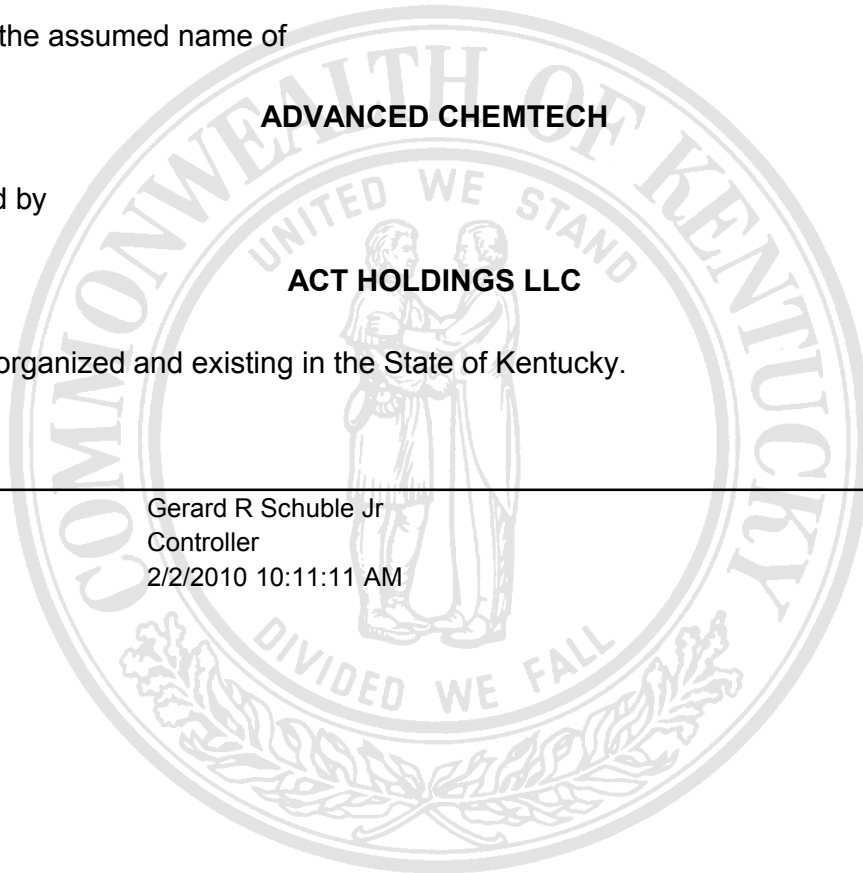 the assumed name of
ADVANCED CHEMTECH
d by
ACT HOLDINGS LLC
organized and existing in the State of Kentucky.
Gerard R Schuble Jr
Controller
2/2/2010 10:11:11 AM
COMMONWEALTH OF KENTUCKY
UNITED WE STAND
DIVIDED WE FALL